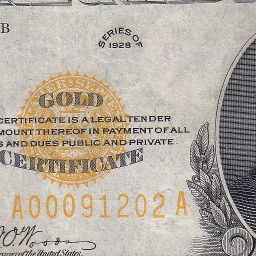 B
SERIES OF
1928
GOLD
CERTIFICATE IS A LEGAL TENDER
MOUNT THEREOF IN PAYMENT OF ALL
S AND DUES PUBLIC AND PRIVATE
CERTIFICATE
A00091202A